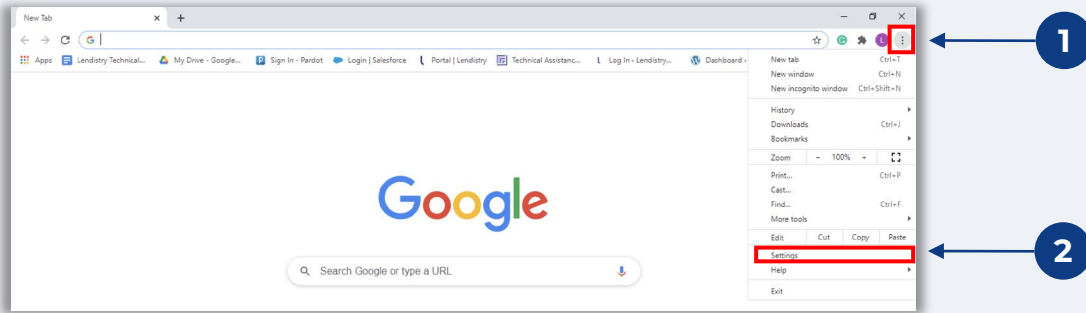 New Tab
G
Apps Lendistry Technical... My Drive - Google... Sign In - Pardot Login | Salesforce Portal | Lendistry Technical Assistanc... Log In ‹ Lendistry... Dashboard ‹
L
1
New tab Ctrl+T
New window Ctrl+N
New incognito window Ctrl+Shift+N
History
Downloads Ctrl+J
Bookmarks
Zoom - 100% +
Print... Ctrl+P
Cast...
Find... Ctrl+F
More tools
Edit Cut Copy Paste
Settings
2
Help
Exit
Google
Search Google or type a URL